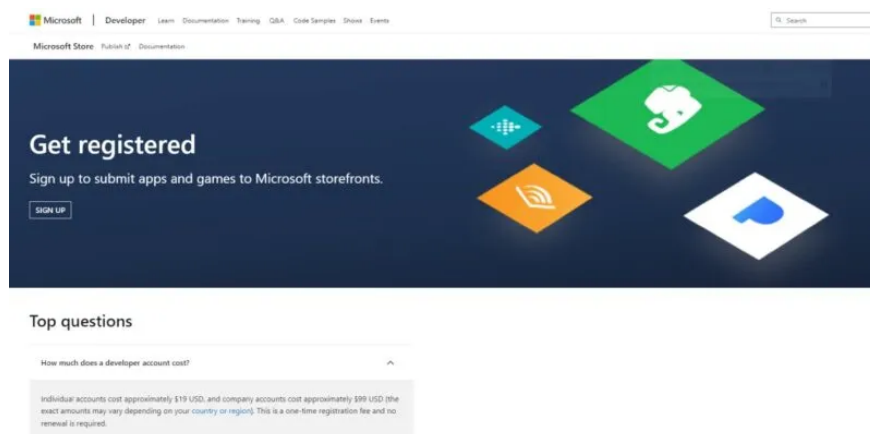 Microsoft | Developer Learn Documentation Training Q&A Code Samples Shows Events Search
Microsoft Store Publish Documentation
Get registered
Sign up to submit apps and games to Microsoft storefronts.
SIGN UP
Top questions
How much does a developer account cost?
Individual accounts cost approximately $19 USD, and company accounts cost approximately $99 USD (the
exact amounts may vary depending on your country or region). This is a one-time registration fee and no
renewal is required.